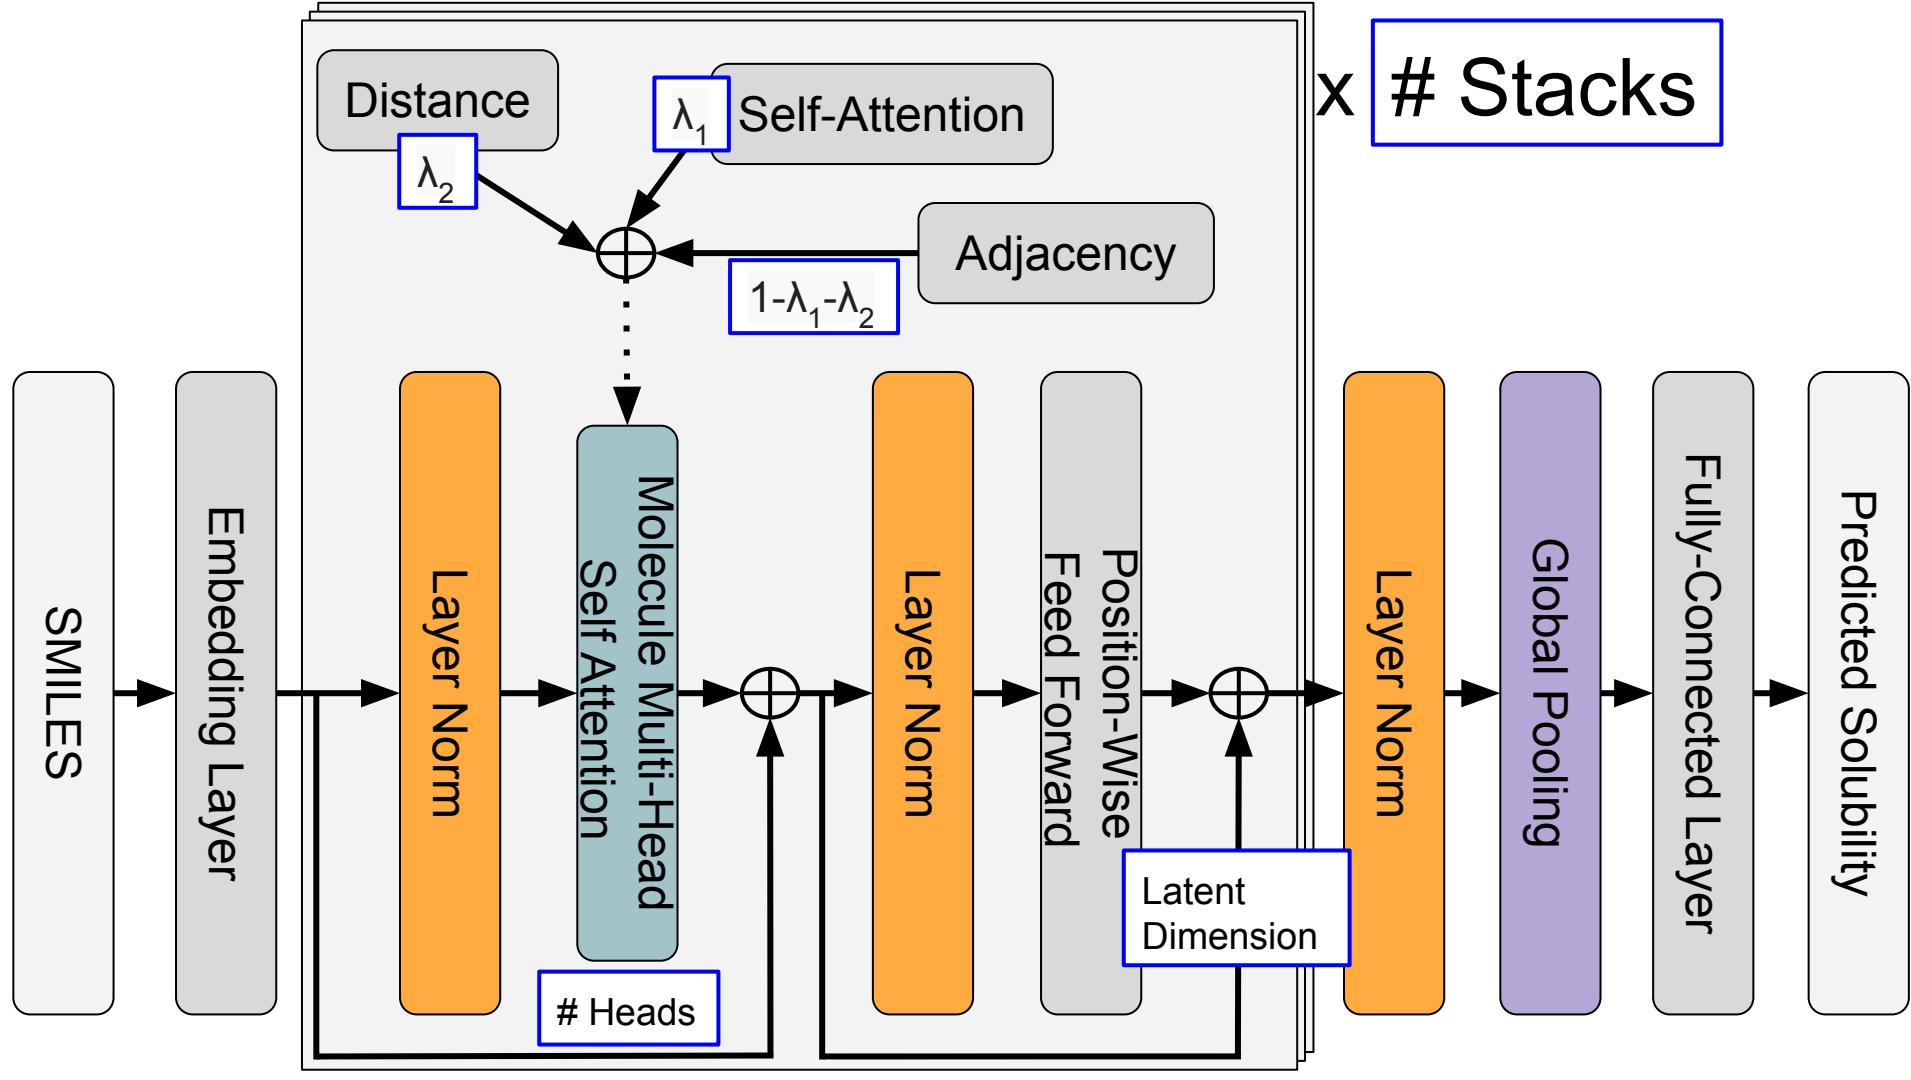 Distance
λ2
λ1
Self-Attention
x # Stacks
Adjacency
1-λ1-λ2
SMILES
Embedding Layer
Layer Norm
Molecule Multi-Head
Self Attention
# Heads
Layer Norm
Position-Wise
Feed Forward
Latent
Dimension
Layer Norm
Global Pooling
Fully-Connected Layer
Predicted Solubility